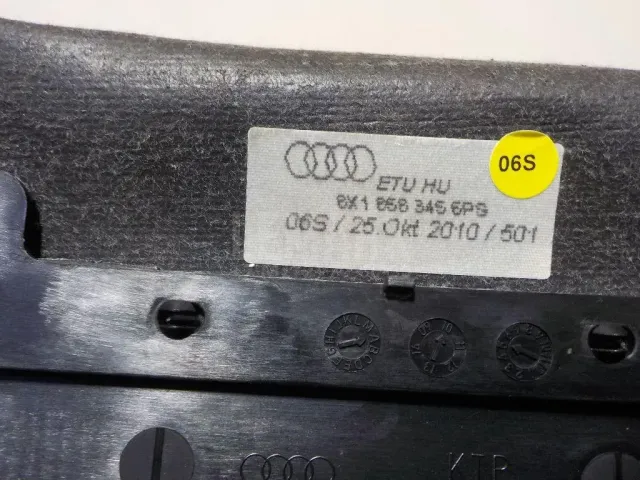 06S
ETU HU
8X1 858 345 6PS
06S / 25.Okt 2010 / 501
KTP